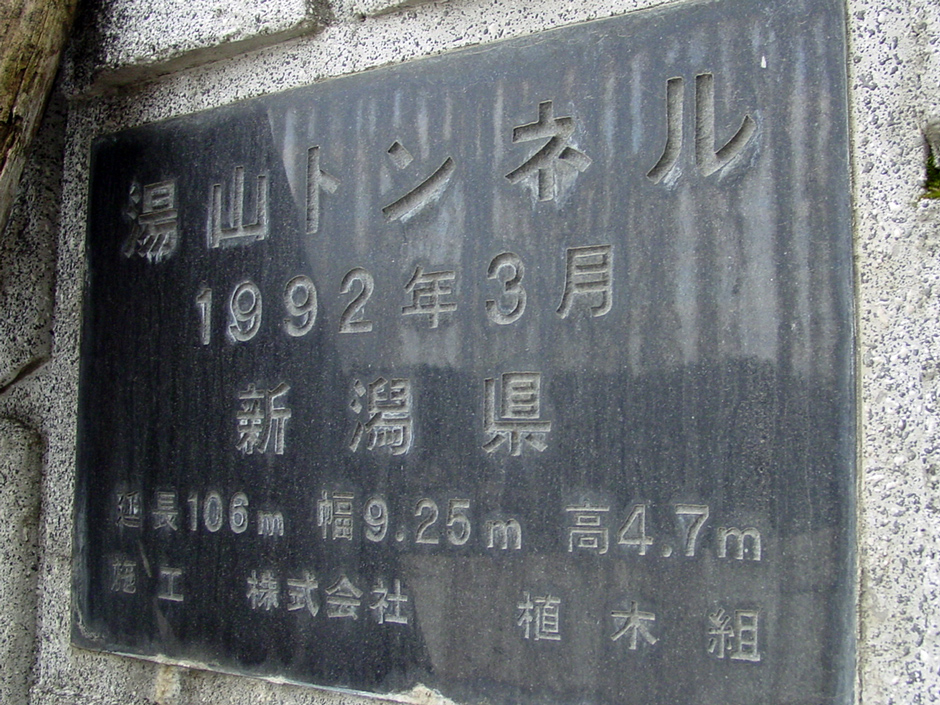 湯山トンネル
1992年3月
新潟県
延長106m 幅9.25m 高4.7m
施工 株式会社 植木組